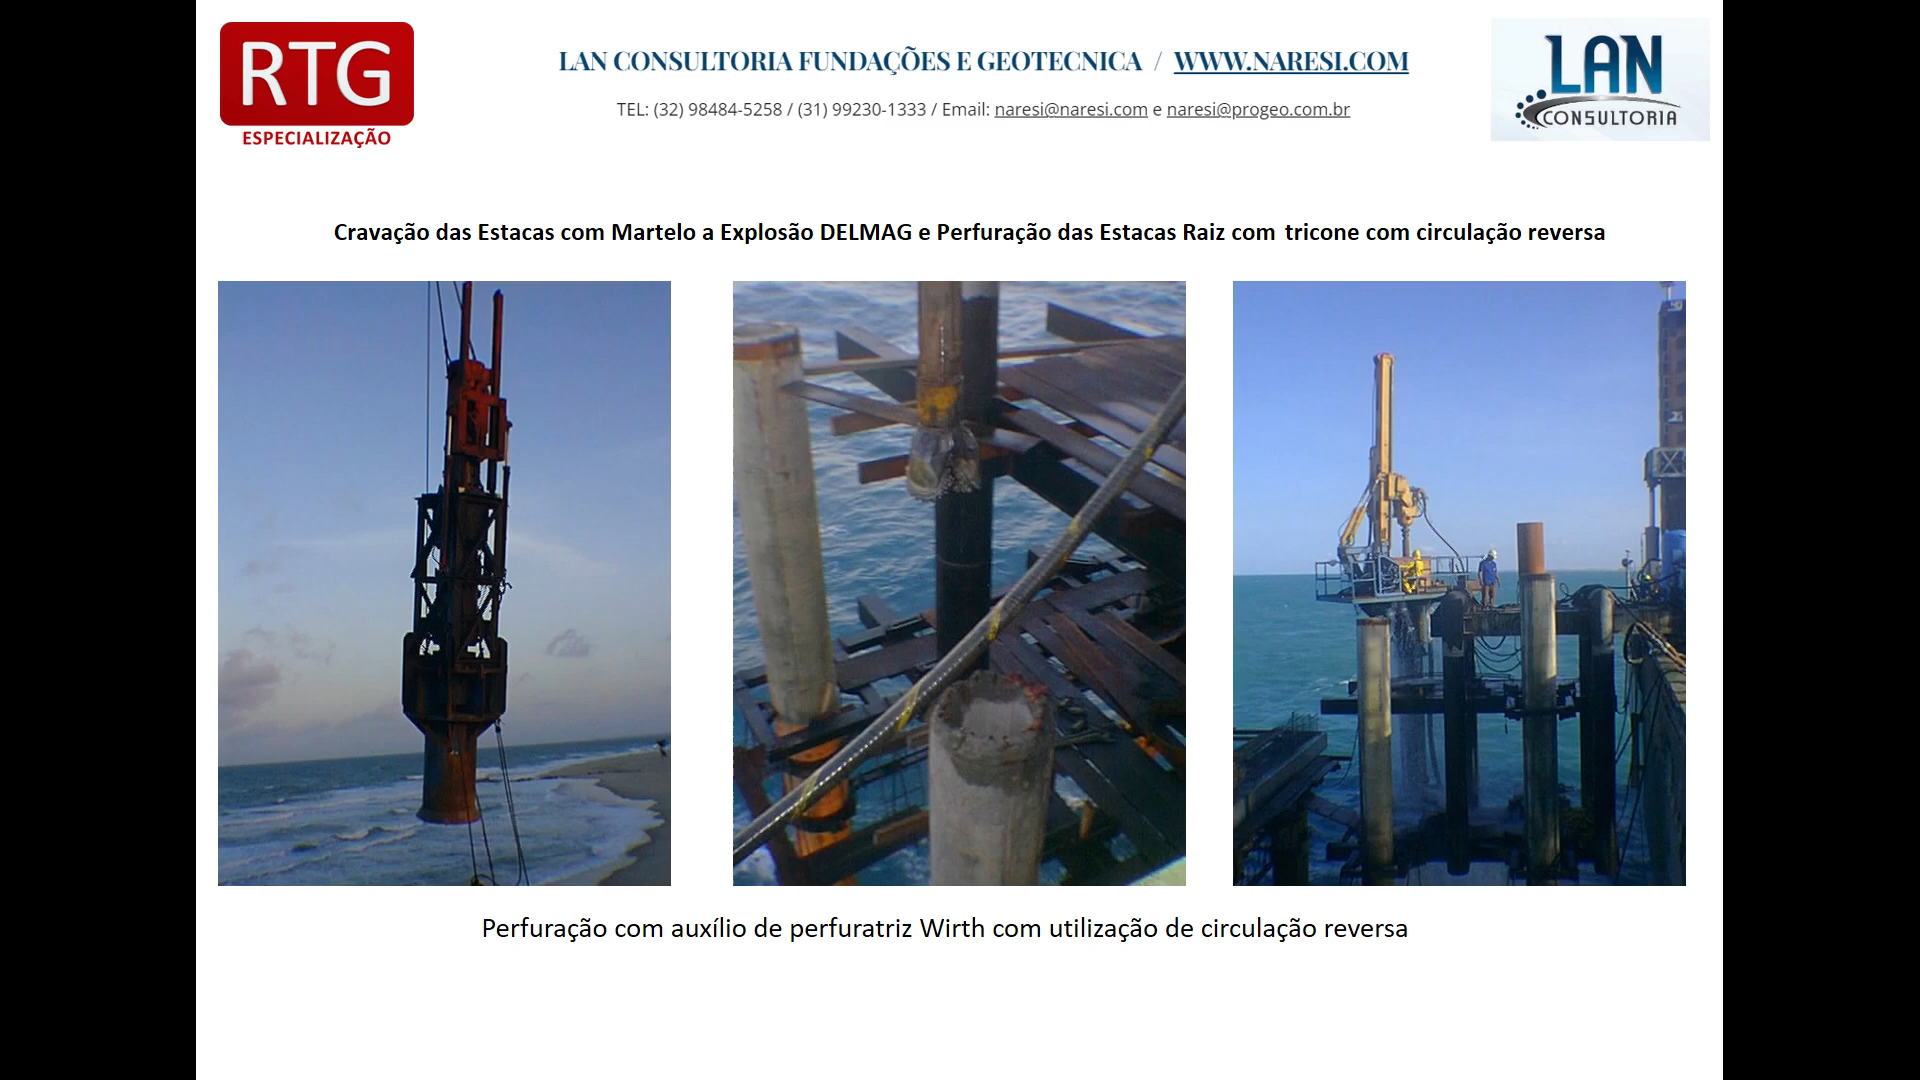 RTG
ESPECIALIZAÇÃO
LAN CONSULTORIA FUNDAÇÕES E GEOTECNICA / WWW.NARESI.COM
TEL: (32) 98484-5258 / (31) 99230-1333 / Email: naresi@naresi.com e naresi@progeo.com.br
LAN
CONSULTORIA
Cravação das Estacas com Martelo a Explosão DELMAG e Perfuração das Estacas Raiz com tricone com circulação reversa
Perfuração com auxílio de perfuratriz Wirth com utilização de circulação reversa